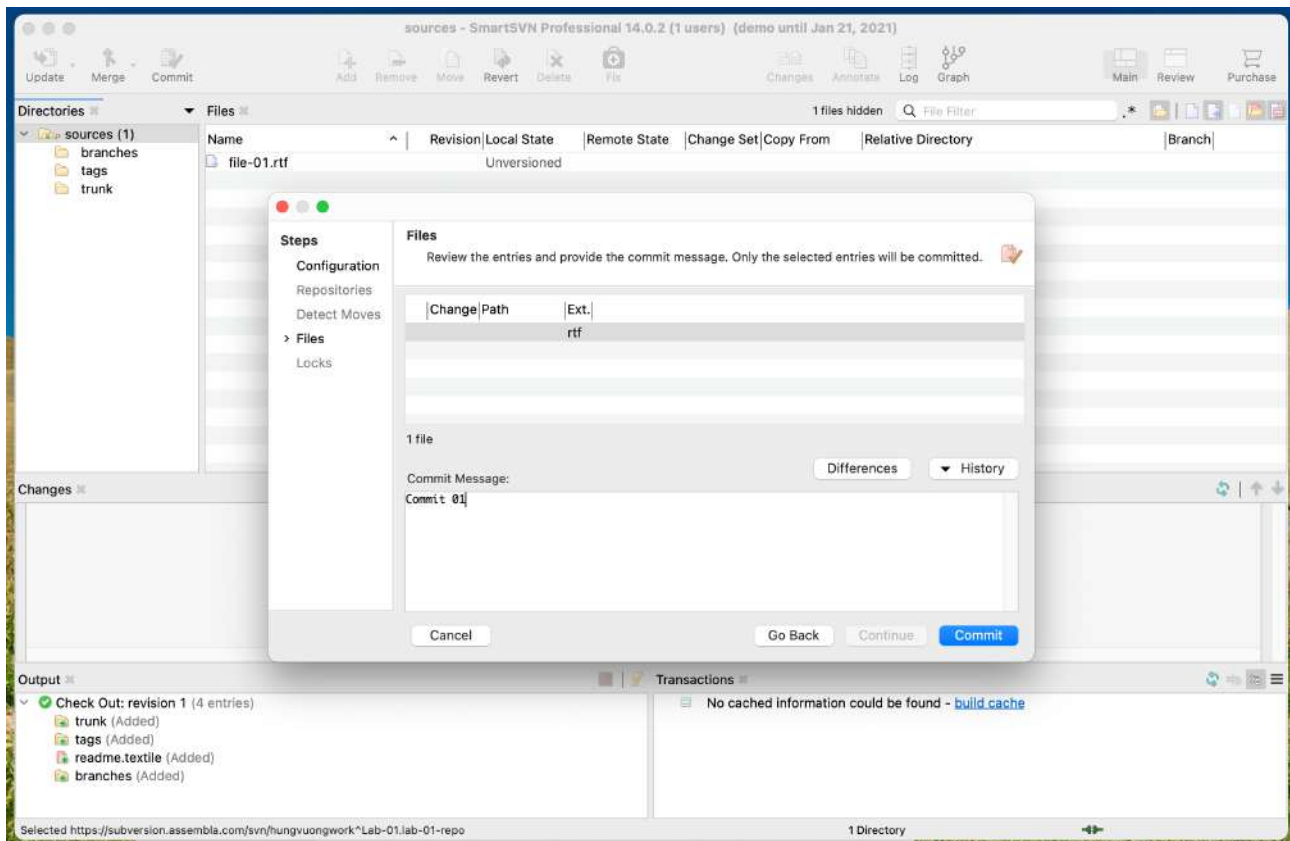 sources - SmartSVN Professional 14.0.2 (1 users) (demo until Jan 21, 2021)
Update Merge Commit Add Remove Move Revert Delete Fix Changes Annotate Log Graph Main Review Purchase
Directories Files 1 files hidden File Filter .*
sources (1)
branches
tags
trunk
Name Revision Local State Remote State Change Set Copy From Relative Directory Branch
file-01.rtf Unversioned
Steps
Configuration
Repositories
Detect Moves
> Files
Locks
Files
Review the entries and provide the commit message. Only the selected entries will be committed.
Change Path Ext.
rtf
1 file
Differences History
Commit Message:
Commit 01
Cancel Go Back Continue Commit
Changes
Output
Check Out: revision 1 (4 entries)
trunk (Added)
tags (Added)
readme.textile (Added)
branches (Added)
Transactions
No cached information could be found - build cache
Selected https://subversion.assembla.com/svn/hungvuongwork^Lab-01.lab-01-repo 1 Directory